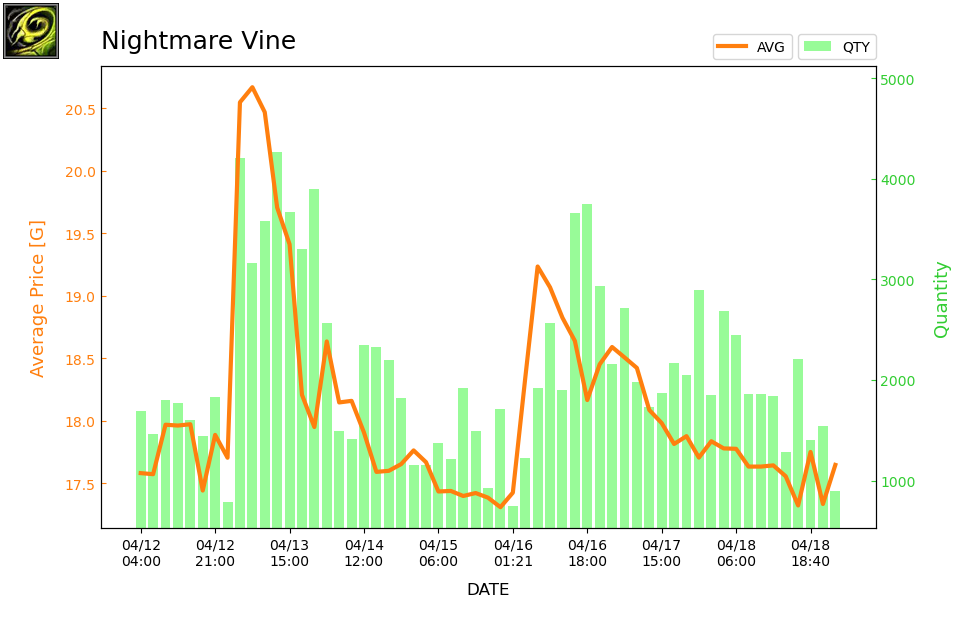 Nightmare Vine
AVG
QTY
Average Price [G]
20.5
20.0
19.5
19.0
18.5
18.0
17.5
5000
4000
3000
2000
1000
Quantity
04/12 04/12 04/13 04/14 04/15 04/16 04/16 04/17 04/18 04/18
04:00 21:00 15:00 12:00 06:00 01:21 18:00 15:00 06:00 18:40
DATE